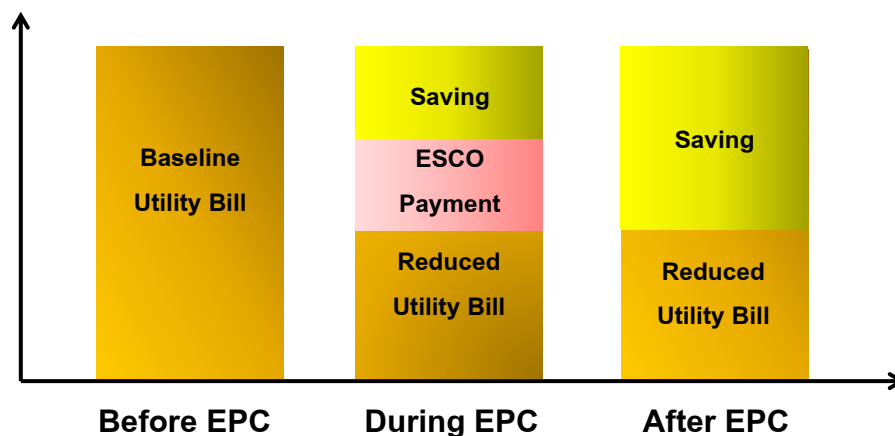 Baseline
Utility Bill
Saving
ESCO
Payment
Reduced
Utility Bill
Saving
Reduced
Utility Bill
Before EPC
During EPC
After EPC